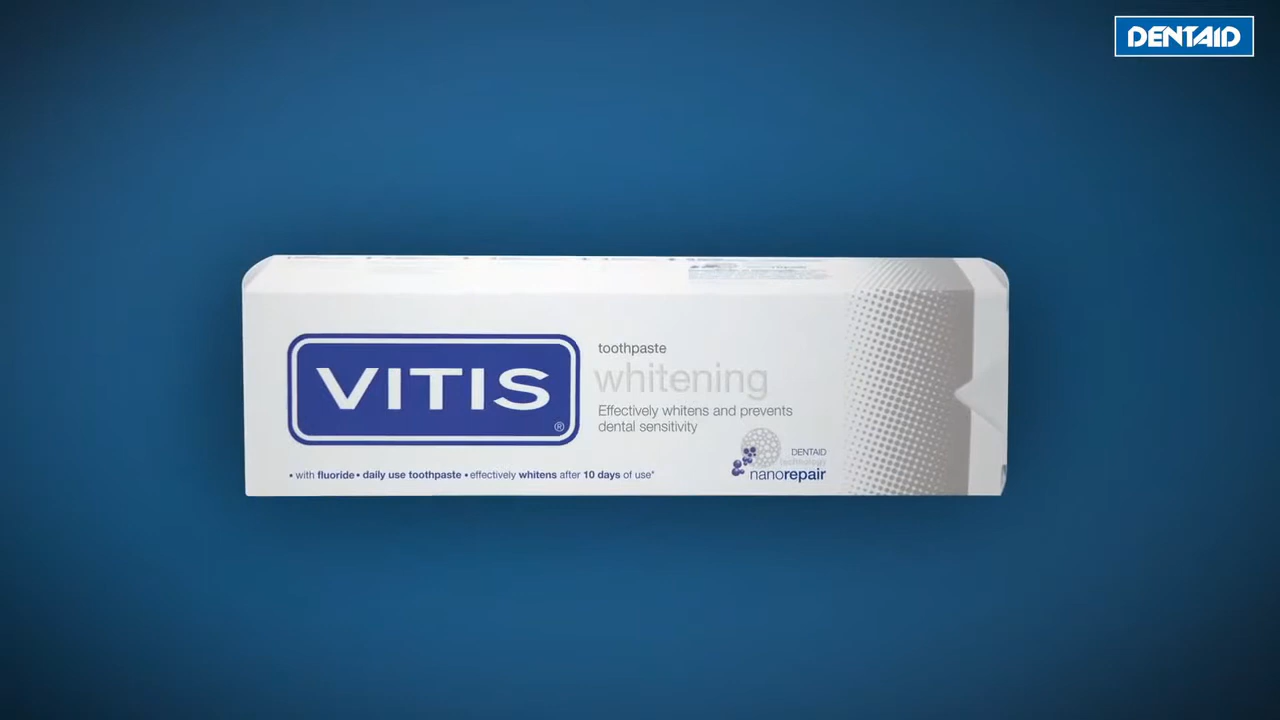 DENTAID
VITIS
®
toothpaste
whitening
Effectively whitens and prevents
dental sensitivity
DENTAID
technology
nanorepair
• with fluoride • daily use toothpaste • effectively whitens after 10 days of use*